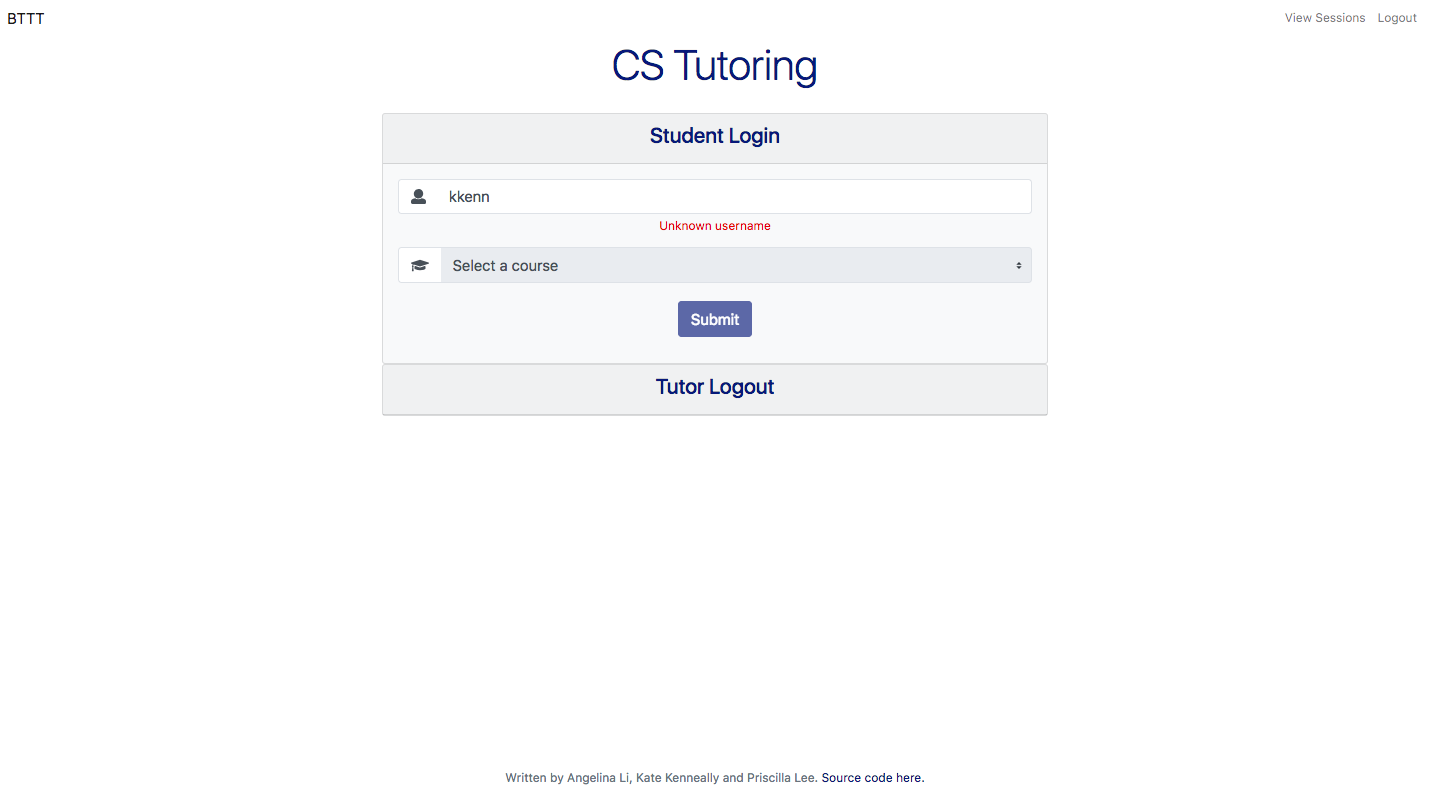 BTTT
View Sessions Logout
CS Tutoring
Student Login
kkenn
Unknown username
Select a course
Submit
Tutor Logout
Written by Angelina Li, Kate Kenneally and Priscilla Lee. Source code here.